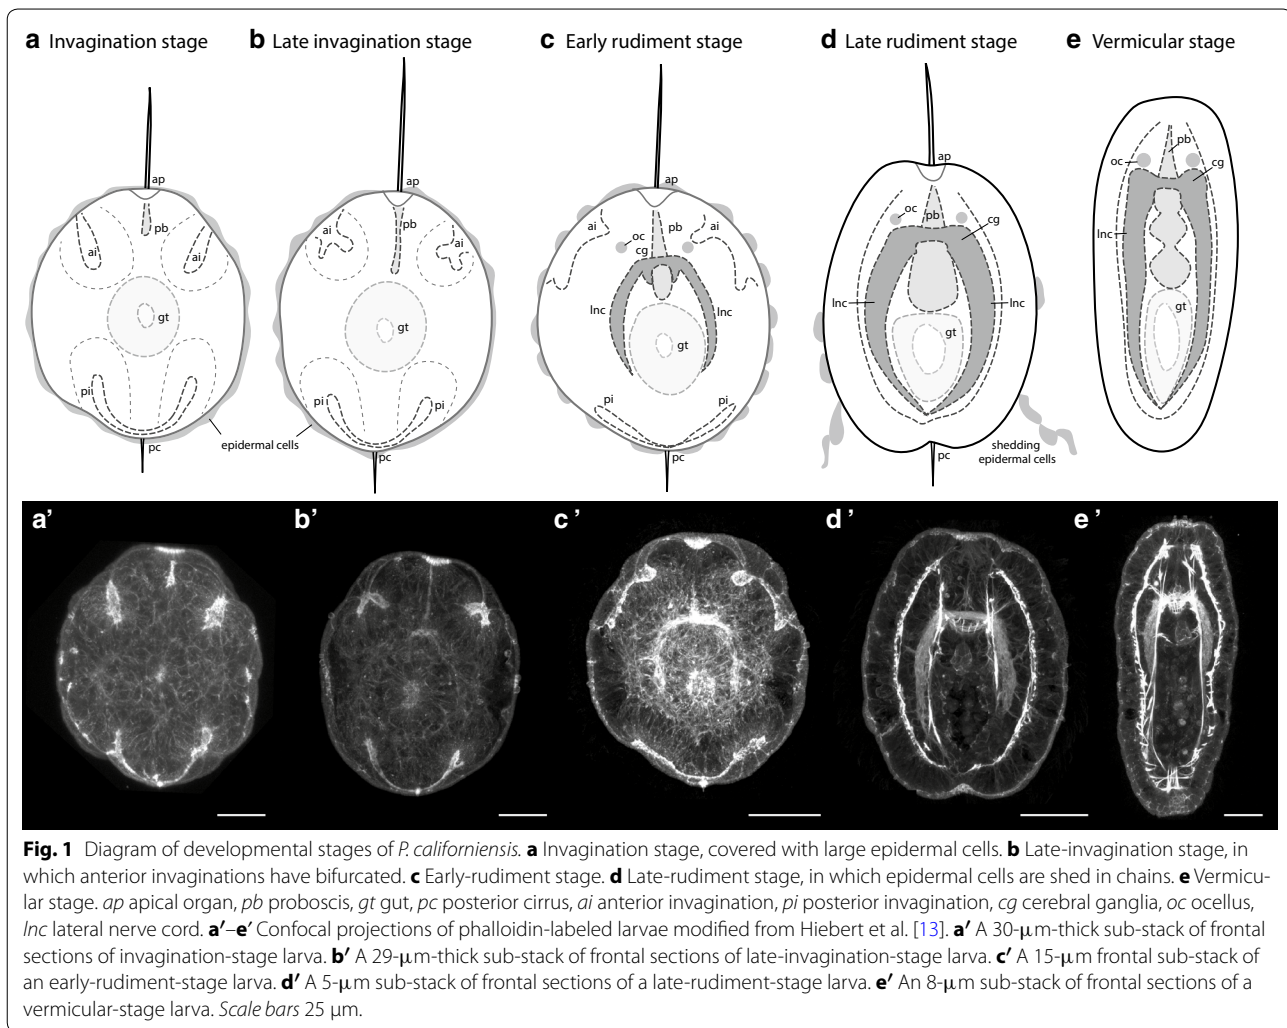 a Invagination stage
b Late invagination stage
c Early rudiment stage
d Late rudiment stage
e Vermicular stage
ap
pb
ai
ai
gt
pi
pc
epidermal cells
ap
pb
ai
ai
gt
pi
pi
pc
ap
ai
pb
ai
oc
cg
lnc
lnc
gt
pi
pi
pc
ap
oc
pb
cg
lnc
lnc
gt
pc
shedding
epidermal cells
pb
oc
cg
lnc
gt
a’
b’
c ’
d ’
e ’
Fig. 1 Diagram of developmental stages of P. californiensis. a Invagination stage, covered with large epidermal cells. b Late-invagination stage, in
which anterior invaginations have bifurcated. c Early-rudiment stage. d Late-rudiment stage, in which epidermal cells are shed in chains. e Vermicu-
lar stage. ap apical organ, pb proboscis, gt gut, pc posterior cirrus, ai anterior invagination, pi posterior invagination, cg cerebral ganglia, oc ocellus,
lnc lateral nerve cord. a′–e′ Confocal projections of phalloidin-labeled larvae modified from Hiebert et al. [13]. a′ A 30-μm-thick sub-stack of frontal
sections of invagination-stage larva. b′ A 29-μm-thick sub-stack of frontal sections of late-invagination-stage larva. c′ A 15-μm frontal sub-stack of
an early-rudiment-stage larva. d′ A 5-μm sub-stack of frontal sections of a late-rudiment-stage larva. e′ An 8-μm sub-stack of frontal sections of a
vermicular-stage larva. Scale bars 25 μm.